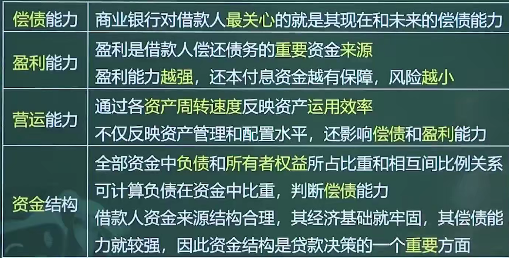 偿债能力
商业银行对借款人最关心的就是其现在和未来的偿债能力
盈利能力
盈利是借款人偿还债务的重要资金来源
盈利能力越强，还本付息资金越有保障，风险越小
营运能力
通过各资产周转速度反映资产运用效率
不仅反映资产管理和配置水平，还影响偿债和盈利能力
资金结构
全部资金中负债和所有者权益所占比重和相互间比例关系
可计算负债在资金中比重，判断偿债能力
借款人资金来源结构合理，其经济基础就牢固，其偿债能
力就较强，因此资金结构是贷款决策的一个重要方面